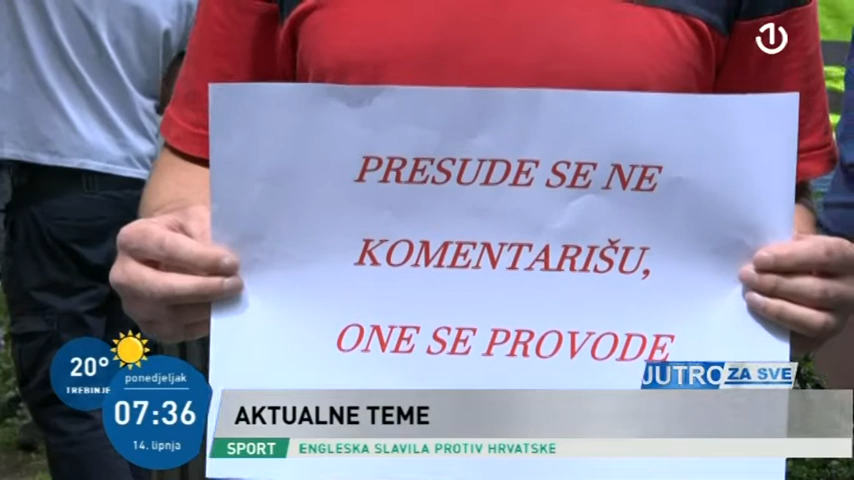 PRESUDE SE NE
KOMENTARIŠU,
ONE SE PROVODE
20°
TREBINJE
ponedjeljak
07:36
14. lipnja
JUTRO ZA SVE
AKTUALNE TEME
SPORT
ENGLESKA SLAVILA PROTIV HRVATSKE